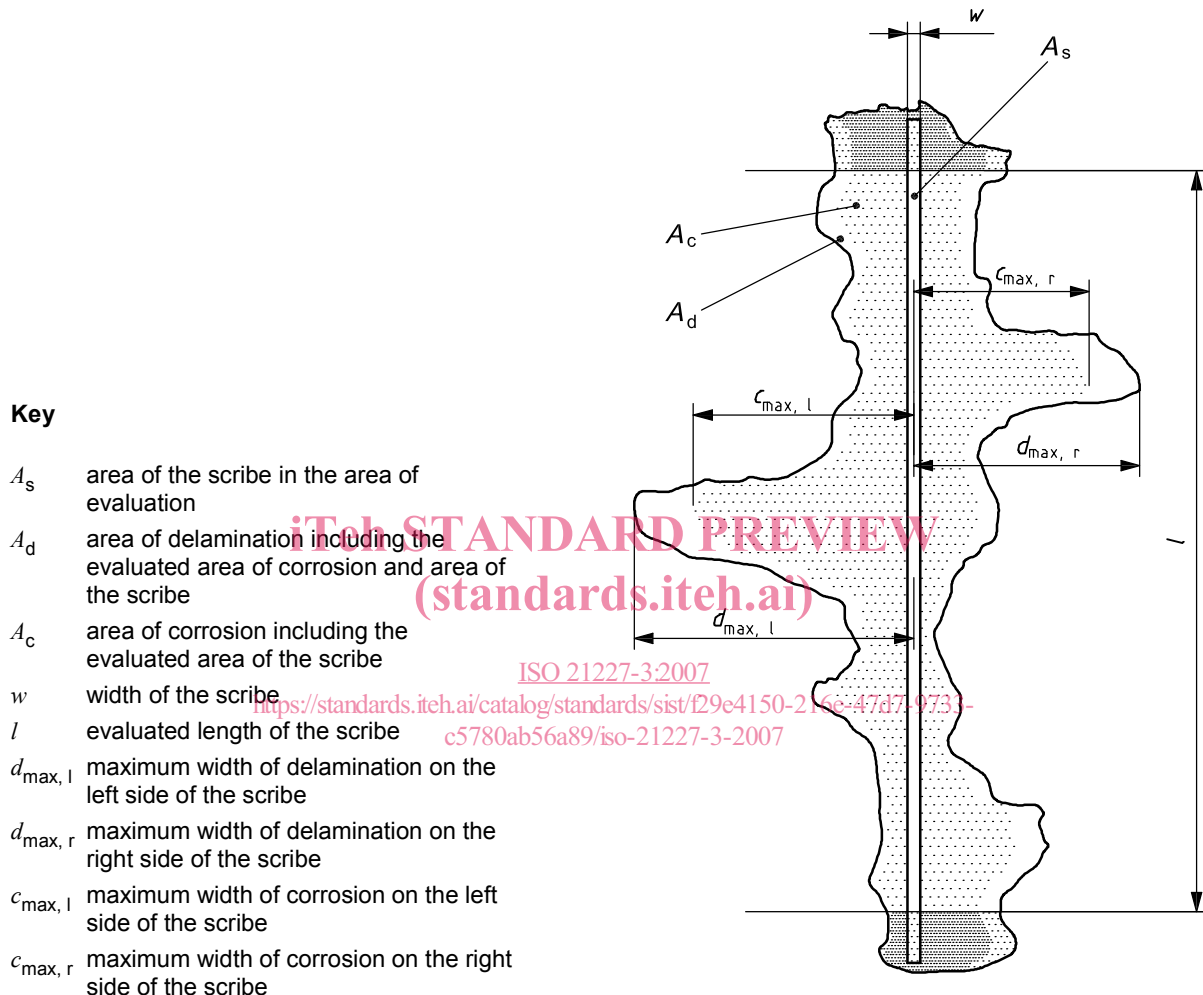 w
As
Ac
Ad
cmax, r
cmax, l
dmax, r
dmax, l
l
Key
As area of the scribe in the area of
evaluation
Ad area of delamination including the
evaluated area of corrosion and area of
the scribe
Ac area of corrosion including the
evaluated area of the scribe
w width of the scribe
l evaluated length of the scribe
dmax, l maximum width of delamination on the
left side of the scribe
dmax, r maximum width of delamination on the
right side of the scribe
cmax, l maximum width of corrosion on the left
side of the scribe
cmax, r maximum width of corrosion on the right
side of the scribe
iTeh STANDARD PREVIEW
(standards.iteh.ai)
ISO 21227-3:2007
https://standards.iteh.ai/catalog/standards/sist/f29e4150-216e-47d7-9733-
c5780ab56a89/iso-21227-3-2007